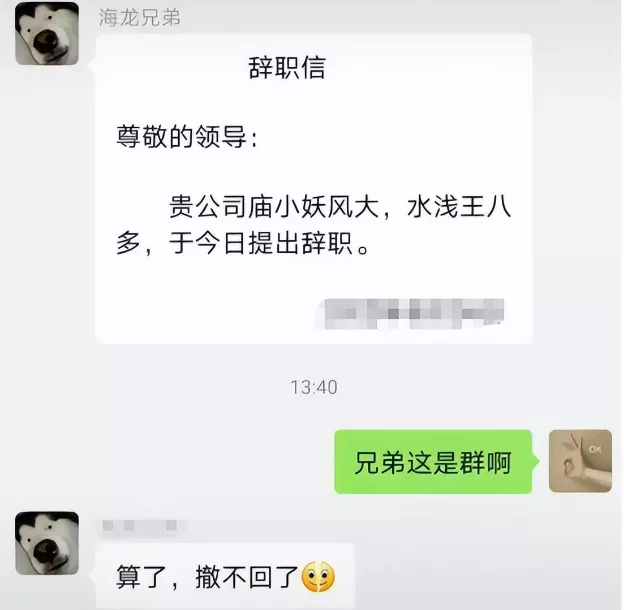 海龙兄弟
辞职信
尊敬的领导：
贵公司庙小妖风大，水浅王八
多，于今日提出辞职。
13:40
OK
兄弟这是群啊
算了，撤不回了